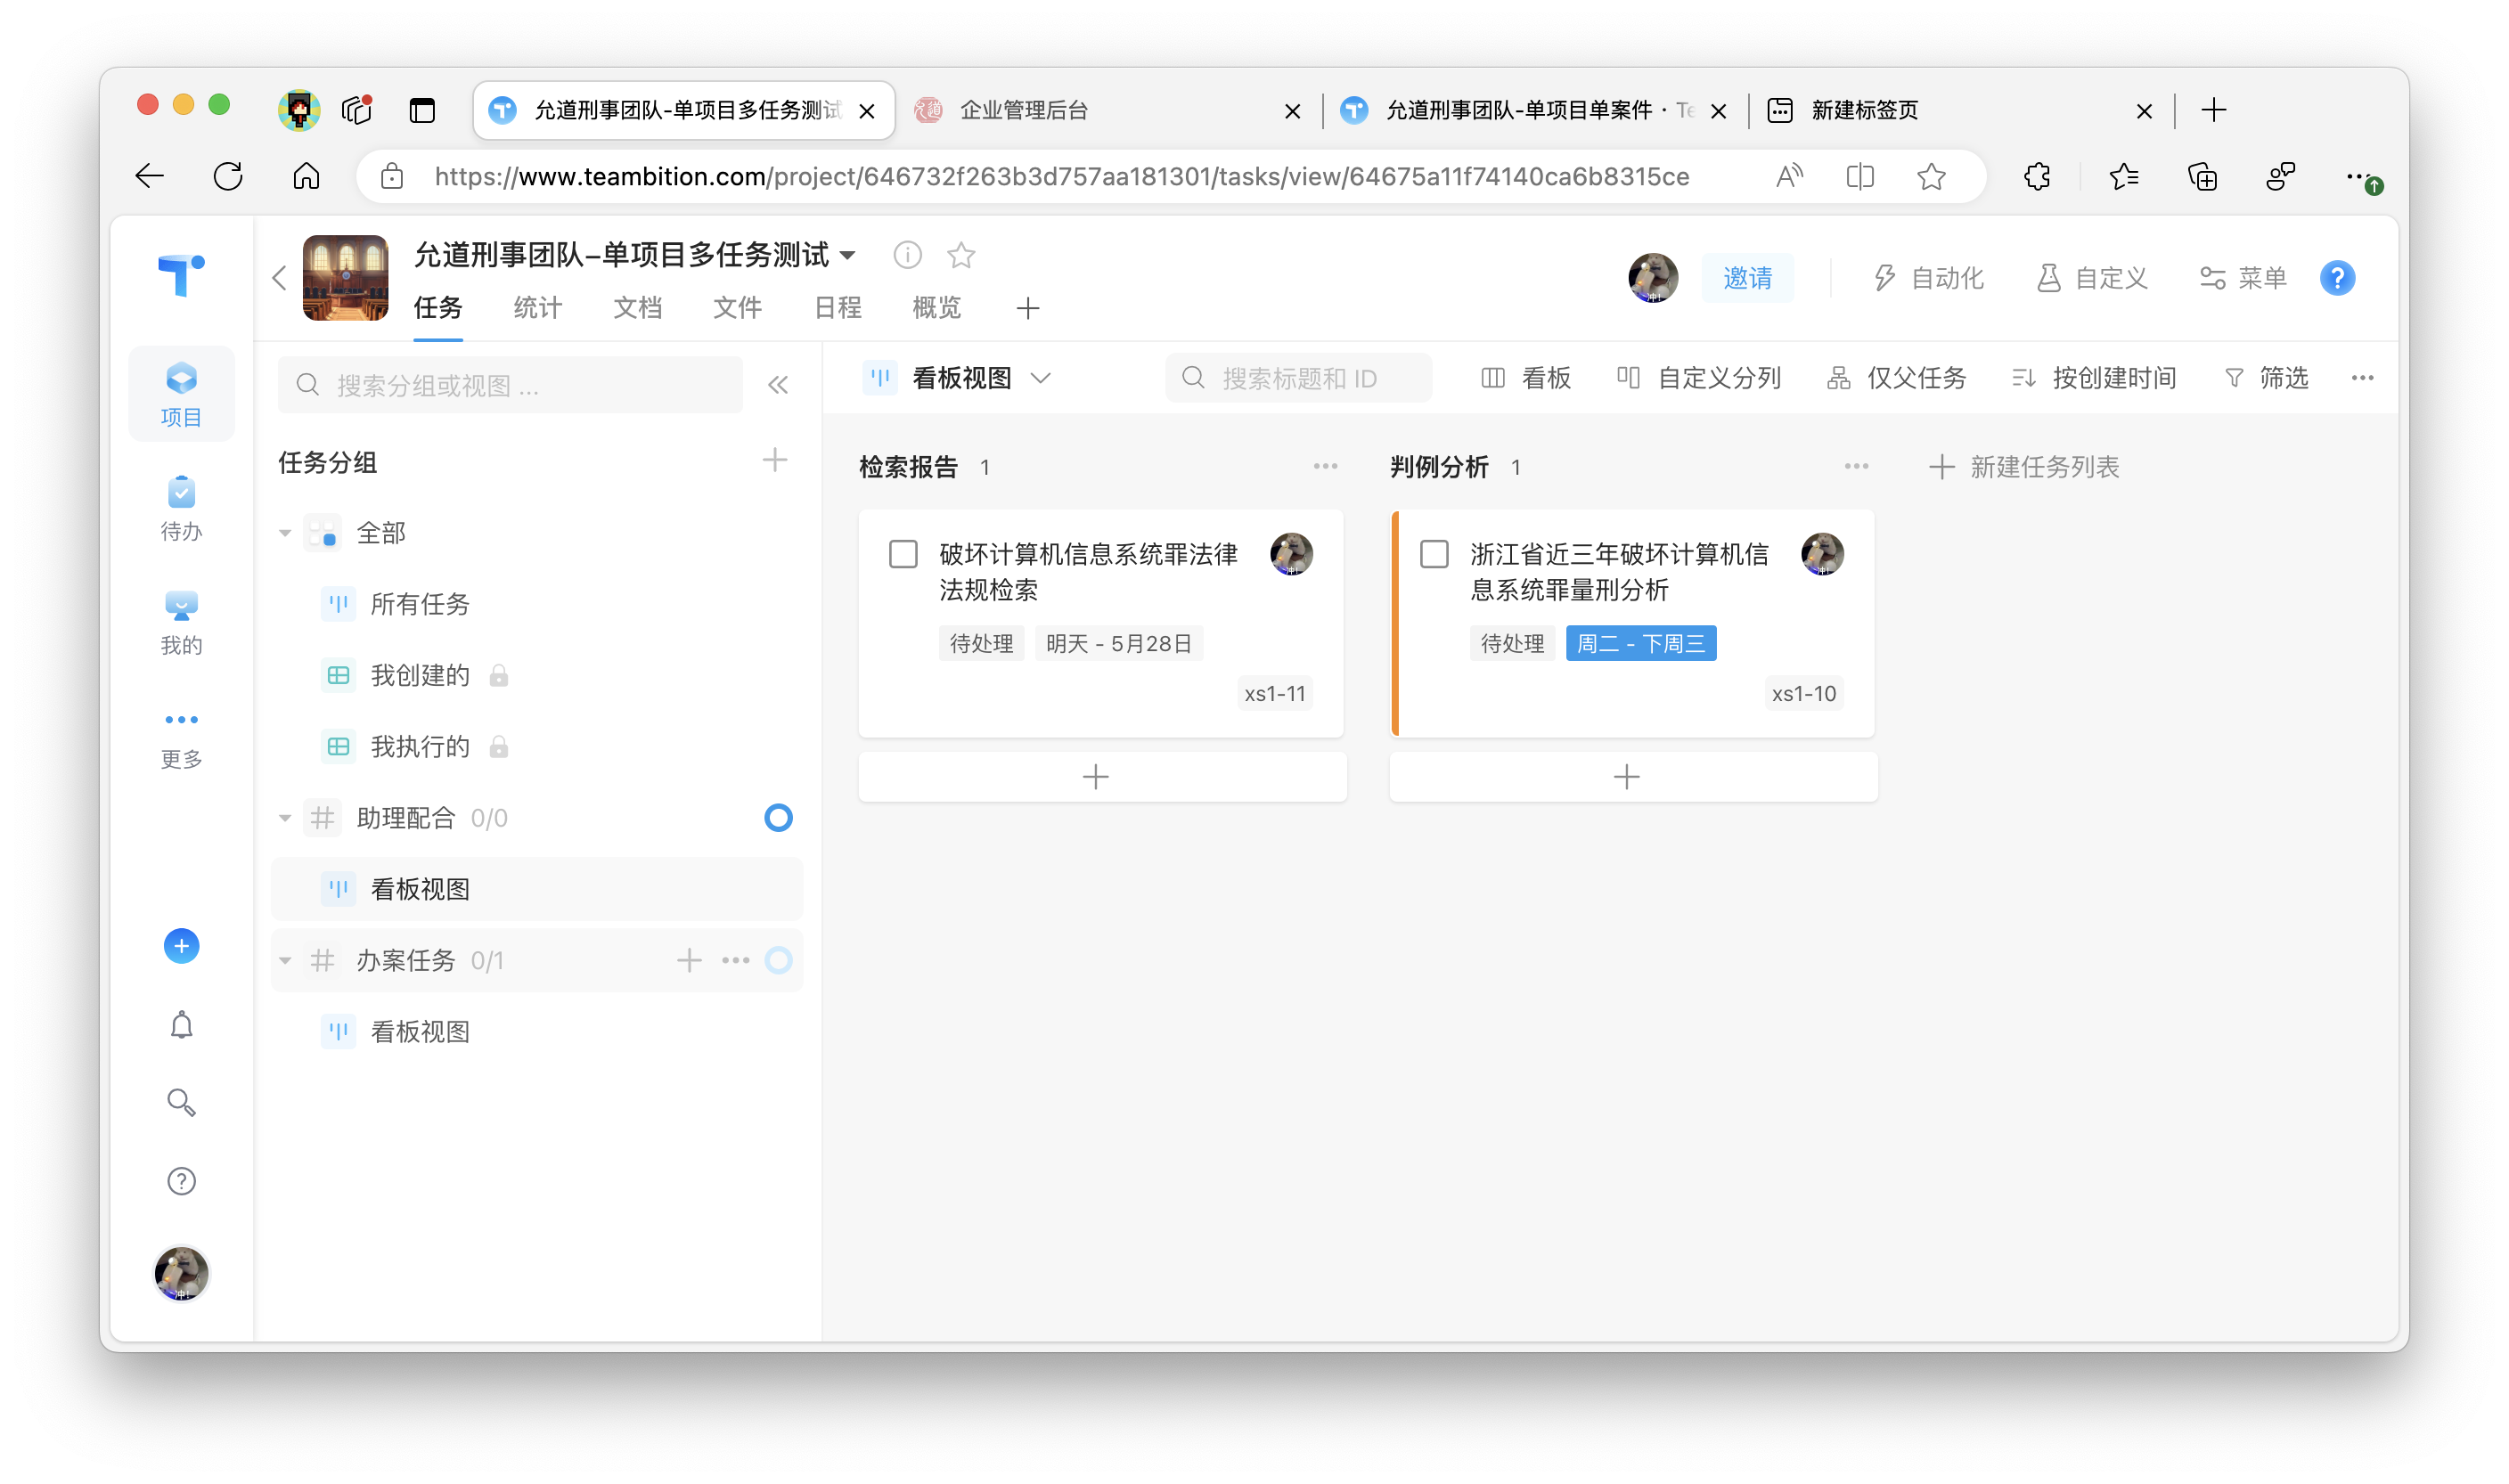 允道刑事团队-单项目多任务测试
企业管理后台
允道刑事团队-单项目单案件 · Te
新建标签页
https://www.teambition.com/project/646732f263b3d757aa181301/tasks/view/64675a11f74140ca6b8315ce
允道刑事团队–单项目多任务测试
任务 统计 文档 文件 日程 概览
邀请 自动化 自定义 菜单
项目
待办
我的
更多
搜索分组或视图 ...
任务分组
全部
所有任务
我创建的
我执行的
助理配合 0/0
看板视图
办案任务 0/1
看板视图
看板视图
搜索标题和 ID
看板 自定义分列 仅父任务 按创建时间 筛选
检索报告 1
破坏计算机信息系统罪法律
法规检索
待处理 明天 - 5月28日
xs1-11
判例分析 1
浙江省近三年破坏计算机信
息系统罪量刑分析
待处理 周二 - 下周三
xs1-10
新建任务列表
冲!